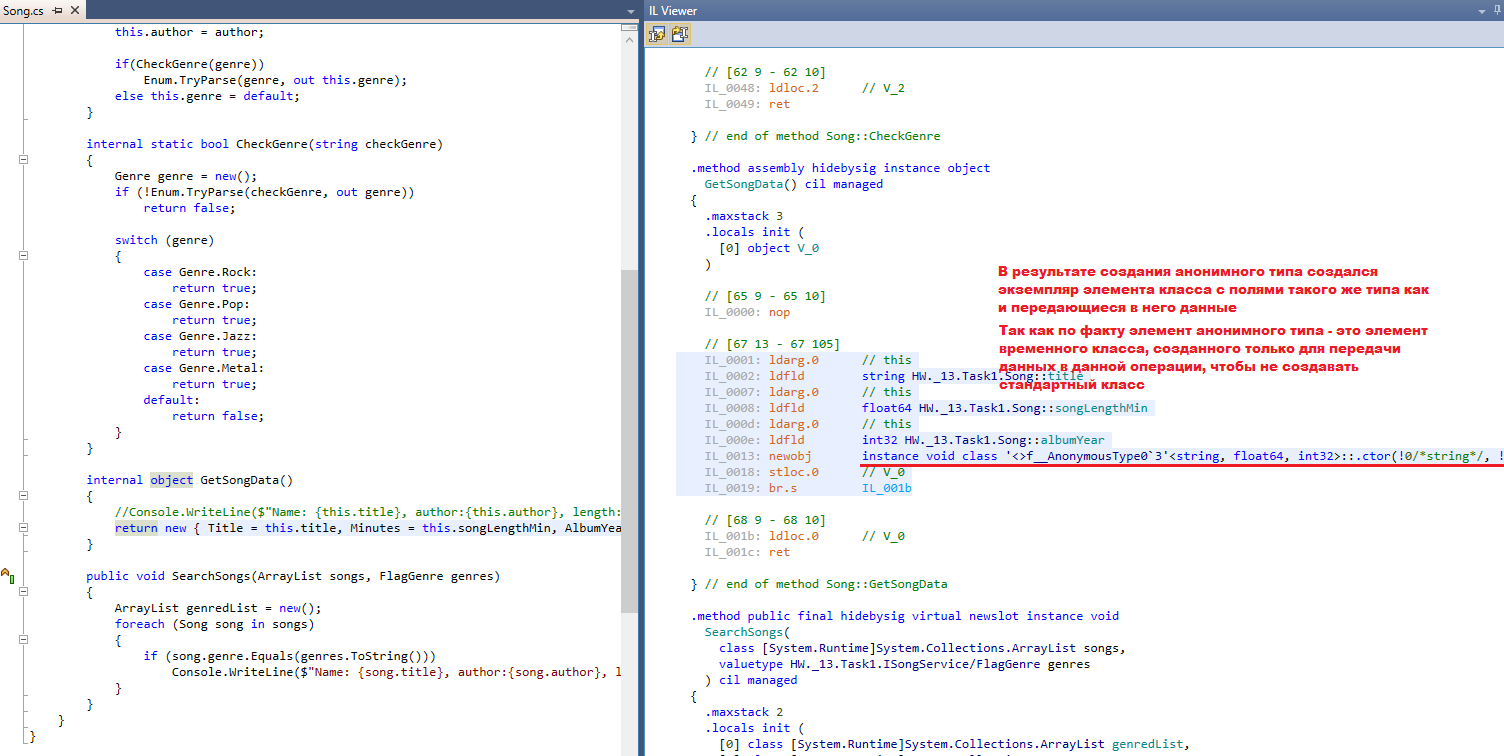 Song.cs
this.author = author;
if(CheckGenre(genre))
Enum.TryParse(genre, out this.genre);
else this.genre = default;
}
internal static bool CheckGenre(string checkGenre)
{
Genre genre = new();
if (!Enum.TryParse(checkGenre, out genre))
return false;
switch (genre)
{
case Genre.Rock:
return true;
case Genre.Pop:
return true;
case Genre.Jazz:
return true;
case Genre.Metal:
return true;
default:
return false;
}
}
internal object GetSongData()
{
//Console.WriteLine($"Name: {this.title}, author:{this.author}, length:
return new { Title = this.title, Minutes = this.songLengthMin, AlbumYea
}
public void SearchSongs(ArrayList songs, FlagGenre genres)
{
ArrayList genredList = new();
foreach (Song song in songs)
{
if (song.genre.Equals(genres.ToString()))
Console.WriteLine($"Name: {song.title}, author:{song.author}, l
}
}
}
}
IL Viewer
// [62 9 - 62 10]
IL_0048: ldloc.2 // V_2
IL_0049: ret
} // end of method Song::CheckGenre
.method assembly hidebysig instance object
GetSongData() cil managed
{
.maxstack 3
.locals init (
[0] object V_0
)
// [65 9 - 65 10]
IL_0000: nop
// [67 13 - 67 105]
IL_0001: ldarg.0 // this
IL_0002: ldfld string HW._13.Task1.Song::title
IL_0007: ldarg.0 // this
IL_0008: ldfld float64 HW._13.Task1.Song::songLengthMin
IL_000d: ldarg.0 // this
IL_000e: ldfld int32 HW._13.Task1.Song::albumYear
IL_0013: newobj instance void class '<>f__AnonymousType0`3'<string, float64, int32>::.ctor(!0/*string*/, !
IL_0018: stloc.0 // V_0
IL_0019: br.s IL_001b
// [68 9 - 68 10]
IL_001b: ldloc.0 // V_0
IL_001c: ret
} // end of method Song::GetSongData
.method public final hidebysig virtual newslot instance void
SearchSongs(
class [System.Runtime]System.Collections.ArrayList songs,
valuetype HW._13.Task1.ISongService/FlagGenre genres
) cil managed
{
.maxstack 2
.locals init (
[0] class [System.Runtime]System.Collections.ArrayList genredList,
В результате создания анонимного типа создался
экземпляр элемента класса с полями такого же типа как
и передающиеся в него данные
Так как по факту элемент анонимного типа - это элемент
временного класса, созданного только для передачи
данных в данной операции, чтобы не создавать
стандартный класс